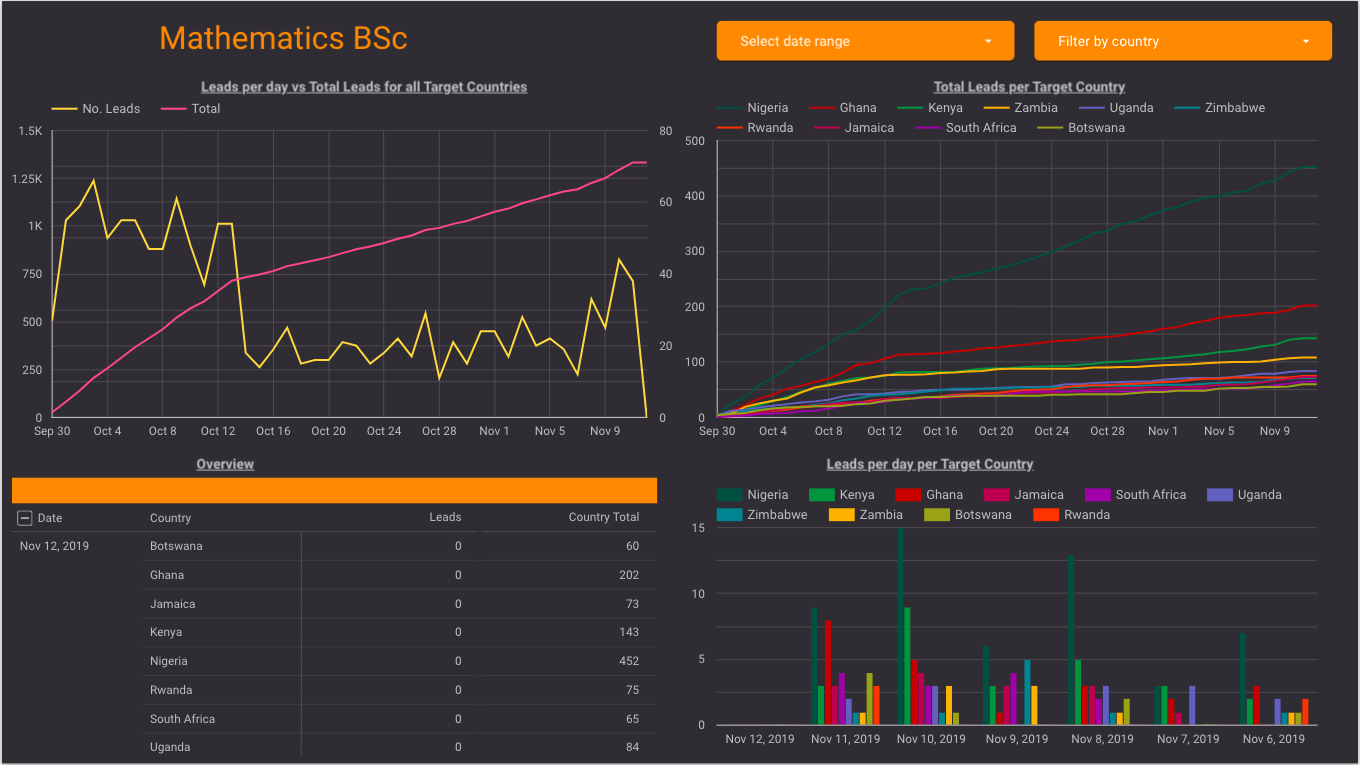 Mathematics BSc
Select date range
Filter by country
Leads per day vs Total Leads for all Target Countries
No. Leads Total
1.5K 80
1.25K
1K 60
750 40
500
250 20
0 0
Sep 30 Oct 4 Oct 8 Oct 12 Oct 16 Oct 20 Oct 24 Oct 28 Nov 1 Nov 5 Nov 9
Total Leads per Target Country
Nigeria Ghana Kenya Zambia Uganda Zimbabwe
Rwanda Jamaica South Africa Botswana
500
400
300
200
100
0
Sep 30 Oct 4 Oct 8 Oct 12 Oct 16 Oct 20 Oct 24 Oct 28 Nov 1 Nov 5 Nov 9
Overview
Date Country Leads Country Total
Nov 12, 2019 Botswana 0 60
Ghana 0 202
Jamaica 0 73
Kenya 0 143
Nigeria 0 452
Rwanda 0 75
South Africa 0 65
Uganda 0 84
Leads per day per Target Country
Nigeria Kenya Ghana Jamaica South Africa Uganda
Zimbabwe Zambia Botswana Rwanda
15
10
5
0
Nov 12, 2019 Nov 11, 2019 Nov 10, 2019 Nov 9, 2019 Nov 8, 2019 Nov 7, 2019 Nov 6, 2019